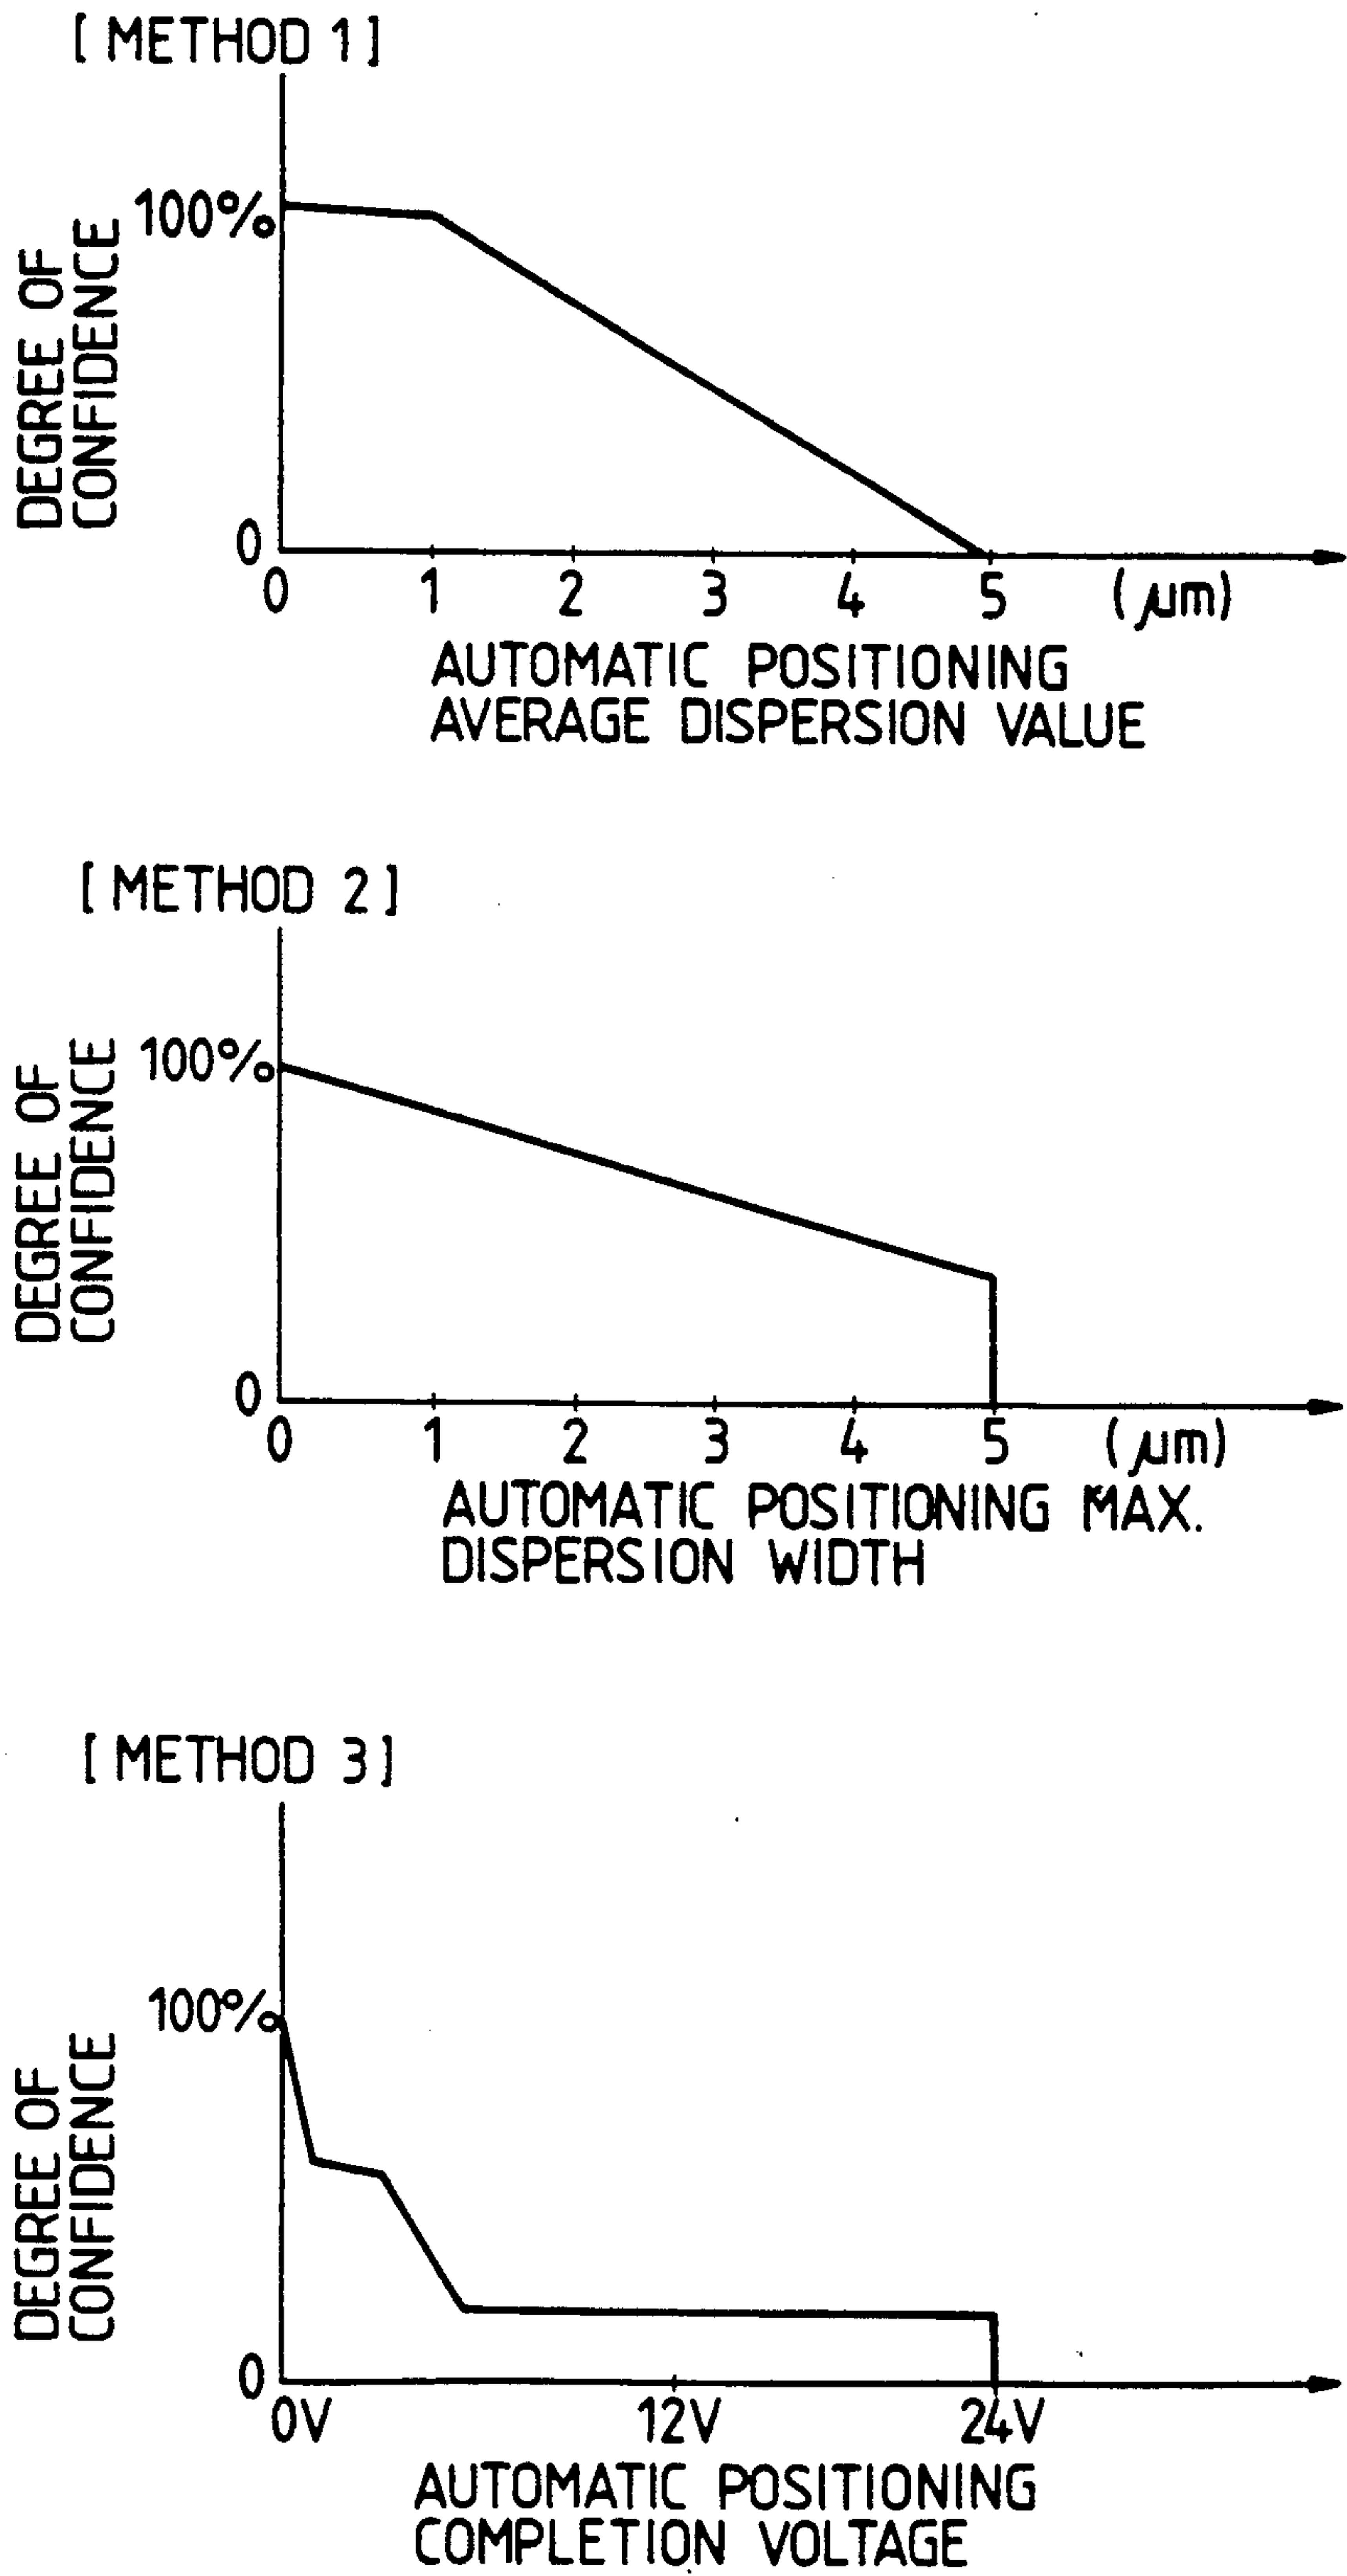 [ METHOD 1 ]
100%
DEGREE OF
CONFIDENCE
0
0 1 2 3 4 5 (μm)
AUTOMATIC POSITIONING
AVERAGE DISPERSION VALUE
[ METHOD 2 ]
100%
DEGREE OF
CONFIDENCE
0
0 1 2 3 4 5 (μm)
AUTOMATIC POSITIONING MAX.
DISPERSION WIDTH
[ METHOD 3 ]
100%
DEGREE OF
CONFIDENCE
0
0V 12V 24V
AUTOMATIC POSITIONING
COMPLETION VOLTAGE